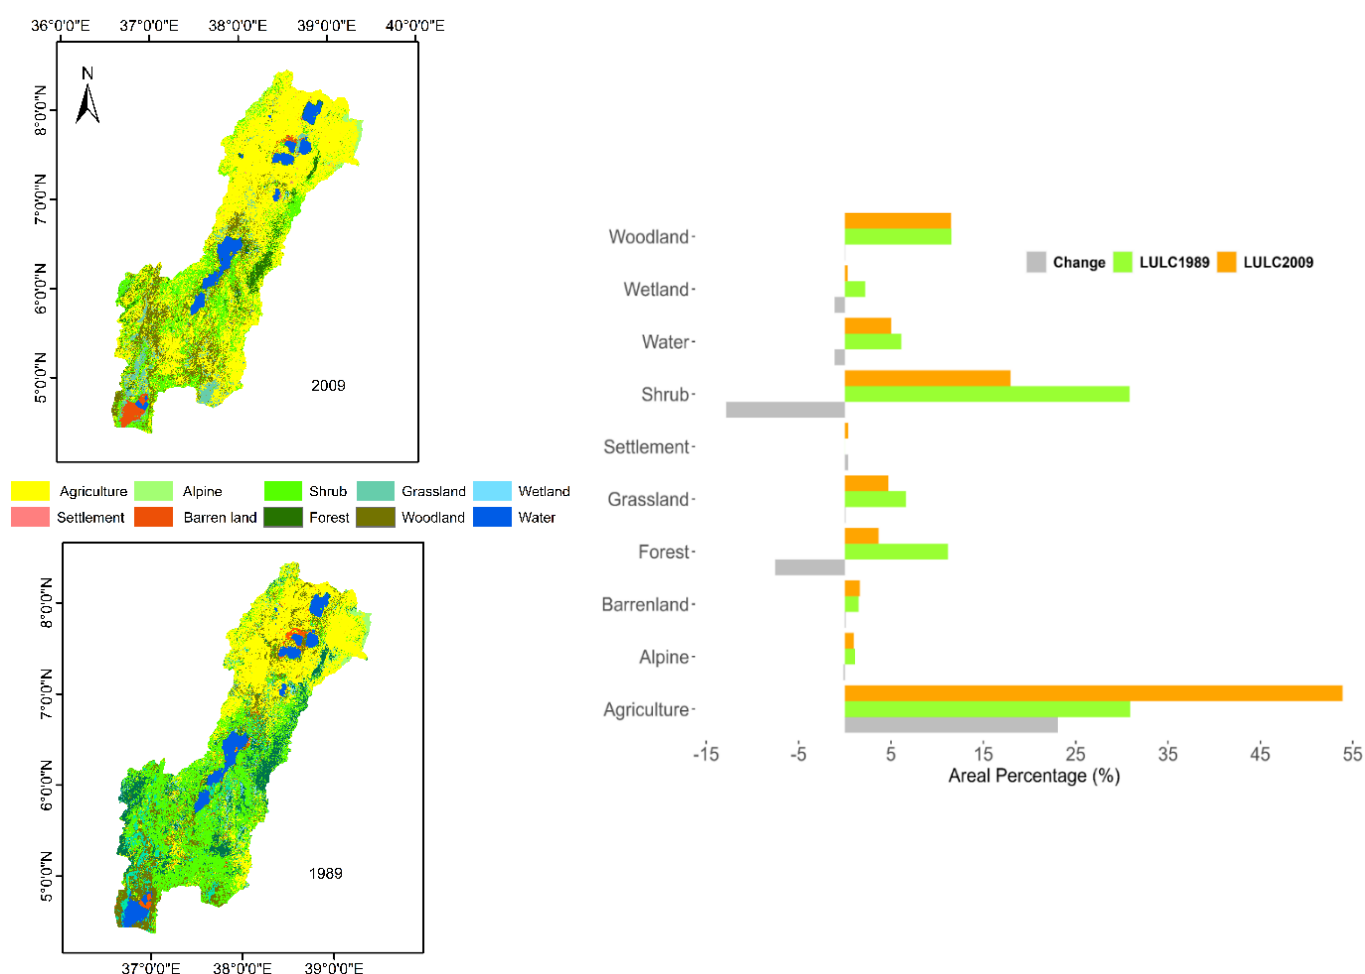 36°0'0"E 37°0'0"E 38°0'0"E 39°0'0"E 40°0'0"E
N
8°0'0"N
7°0'0"N
6°0'0"N
5°0'0"N
2009
Agriculture Alpine Shrub Grassland Wetland
Settlement Barren land Forest Woodland Water
8°0'0"N
7°0'0"N
6°0'0"N
5°0'0"N
1989
37°0'0"E 38°0'0"E 39°0'0"E
Woodland
Wetland
Water
Shrub
Settlement
Grassland
Forest
Barrenland
Alpine
Agriculture
Change LULC1989 LULC2009
-15 -5 5 15 25 35 45 55
Areal Percentage (%)